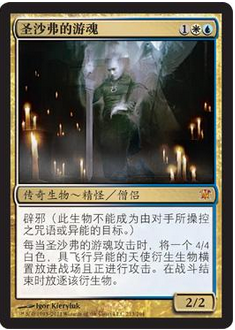 圣沙弗的游魂 1
传奇生物~精怪/僧侣
辟邪（此生物不能成为由对手所操控
之咒语或异能的目标。）
每当圣沙弗的游魂攻击时，将一个 4/4
白色，具飞行异能的天使衍生生物横
置放进战场且正进行攻击。在战斗结
束时放逐该衍生物。
Igor Kieryluk
2/2